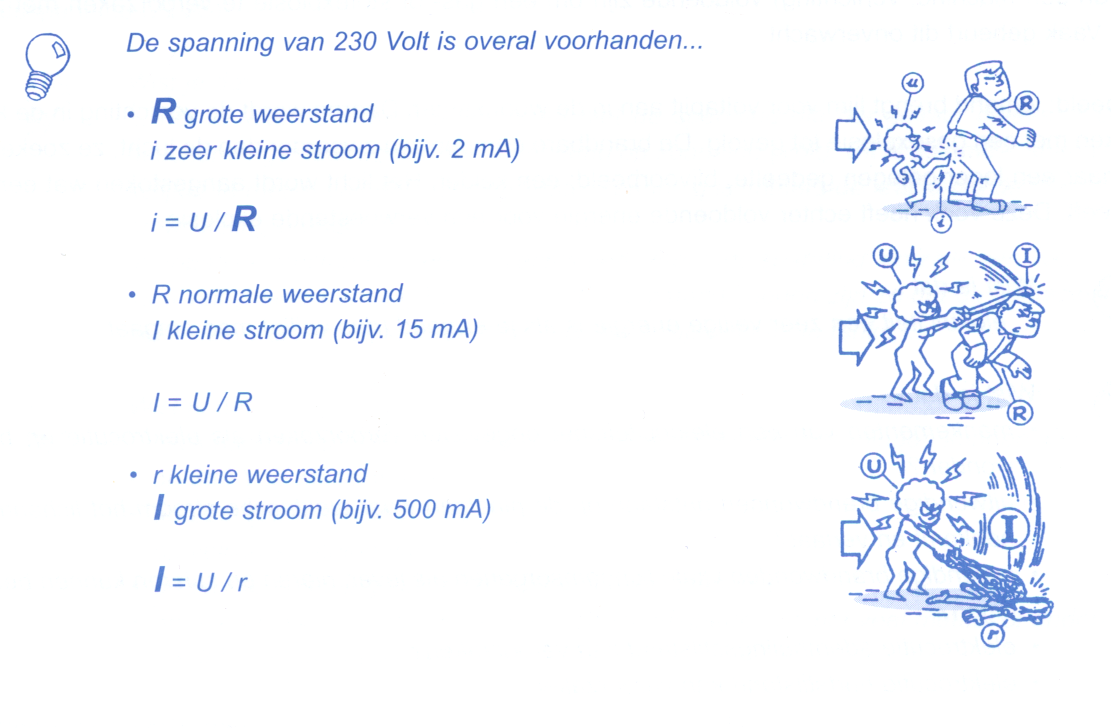 De spanning van 230 Volt is overal voorhanden...
• R grote weerstand
i zeer kleine stroom (bijv. 2 mA)
i = U / R
• R normale weerstand
I kleine stroom (bijv. 15 mA)
I = U / R
• r kleine weerstand
I grote stroom (bijv. 500 mA)
I = U / r
u
R
i
U
I
R
U
I
r